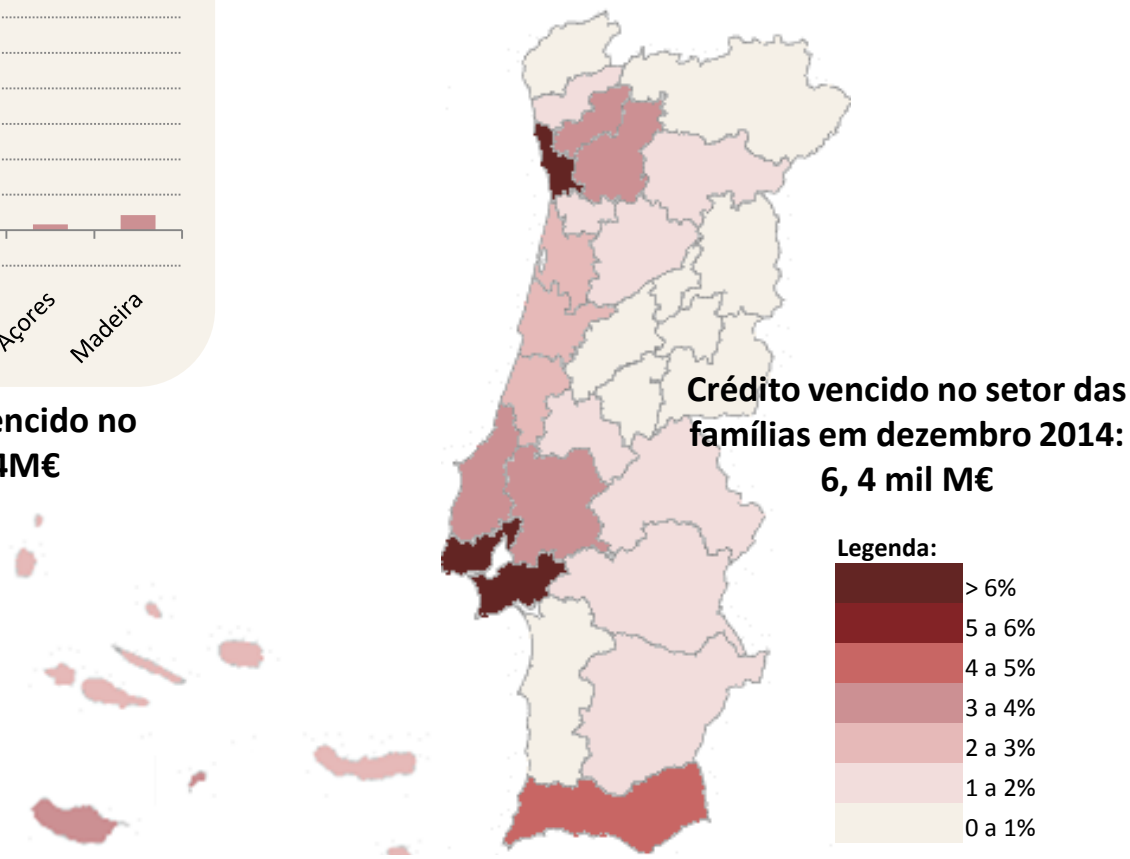 Açores
Madeira
encido no
4M€
Crédito vencido no setor das
famílias em dezembro 2014:
6, 4 mil M€
Legenda:
> 6%
5 a 6%
4 a 5%
3 a 4%
2 a 3%
1 a 2%
0 a 1%